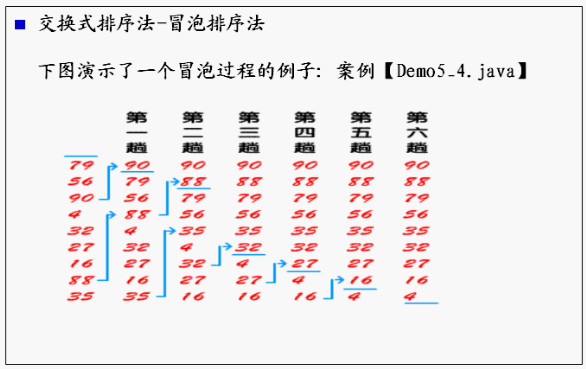 交换式排序法-冒泡排序法
下图演示了一个冒泡过程的例子: 案例【Demo5_4.java】
第一趟 第二趟 第三趟 第四趟 第五趟 第六趟
79 90 90 90 90 90 90
56 79 88 88 88 88 88
90 56 79 79 79 79 79
4 88 56 56 56 56 56
32 4 35 35 35 35 35
27 32 4 32 32 32 32
16 27 32 4 27 27 27
88 16 27 27 4 16 16
35 35 16 16 16 4 4